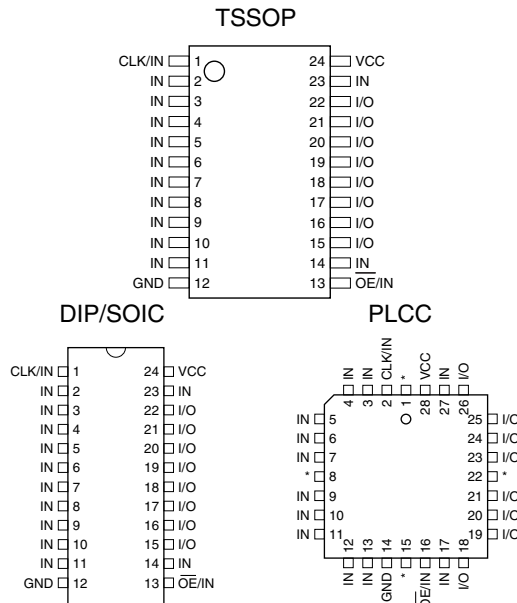 TSSOP
CLK/IN 1 24 VCC
IN 2 23 IN
IN 3 22 I/O
IN 4 21 I/O
IN 5 20 I/O
IN 6 19 I/O
IN 7 18 I/O
IN 8 17 I/O
IN 9 16 I/O
IN 10 15 I/O
IN 11 14 IN
GND 12 13 OE/IN
DIP/SOIC
CLK/IN 1 24 VCC
IN 2 23 IN
IN 3 22 I/O
IN 4 21 I/O
IN 5 20 I/O
IN 6 19 I/O
IN 7 18 I/O
IN 8 17 I/O
IN 9 16 I/O
IN 10 15 I/O
IN 11 14 IN
GND 12 13 OE/IN
PLCC
IN IN CLK/IN * VCC IN I/O
4 3 2 1 28 27 26
IN 5 25 I/O
IN 6 24 I/O
IN 7 23 I/O
* 8 22 *
IN 9 21 I/O
IN 10 20 I/O
IN 11 19 I/O
12 13 14 15 16 17 18
IN IN GND * OE/IN IN I/O